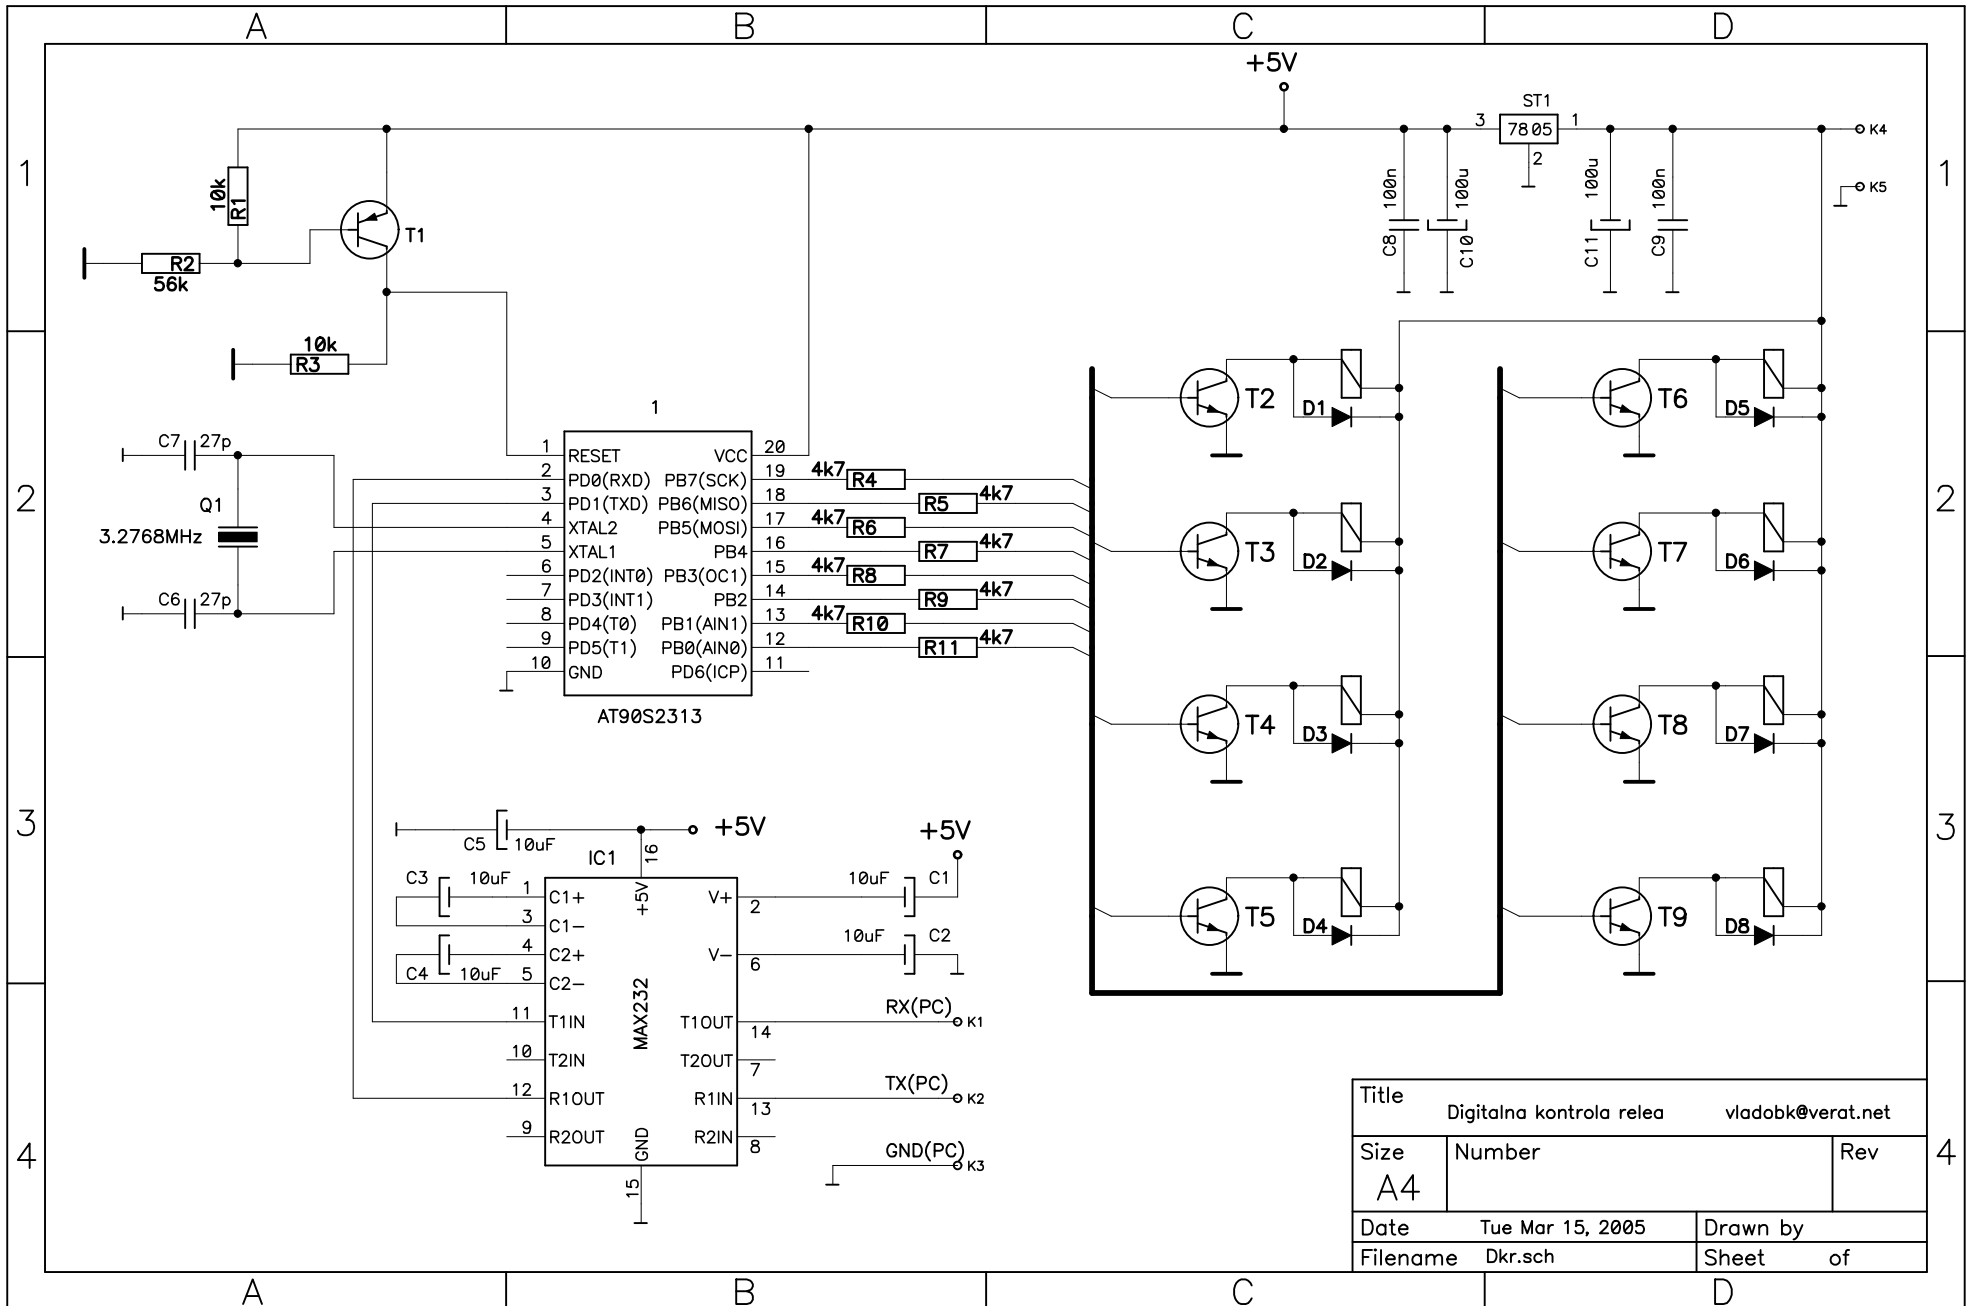 A B C D
1
2
3
4
1
2
3
4
+5V
ST1
3 7805 1
2
K4
K5
100n
C8
100u
C10
100u
C11
100n
C9
10k
R1
T1
R2
56k
10k
R3
C7 27p
Q1
3.2768MHz
C6 27p
1
1 RESET
2 PD0(RXD)
3 PD1(TXD)
4 XTAL2
5 XTAL1
6 PD2(INT0)
7 PD3(INT1)
8 PD4(T0)
9 PD5(T1)
10 GND
VCC 20
PB7(SCK) 19
PB6(MISO) 18
PB5(MOSI) 17
PB4 16
PB3(OC1) 15
PB2 14
PB1(AIN1) 13
PB0(AIN0) 12
PD6(ICP) 11
AT90S2313
4k7 R4
R5 4k7
4k7 R6
R7 4k7
4k7 R8
R9 4k7
4k7 R10
R11 4k7
T2 D1
T6 D5
T3 D2
T7 D6
T4 D3
T8 D7
T5 D4
T9 D8
C5 10uF
+5V
+5V
IC1
16
C3 10uF
C4 10uF
10uF C1
10uF C2
1 C1+
3 C1-
4 C2+
5 C2-
11 T1IN
10 T2IN
12 R1OUT
9 R2OUT
+5V
MAX232
GND
15
V+ 2
V- 6
T1OUT 14
T2OUT 7
R1IN 13
R2IN 8
RX(PC) K1
TX(PC) K2
GND(PC) K3
Title
Digitalna kontrola relea vladobk@verat.net
Size Number Rev
A4
Date Tue Mar 15, 2005 Drawn by
Filename Dkr.sch Sheet of
A B C D